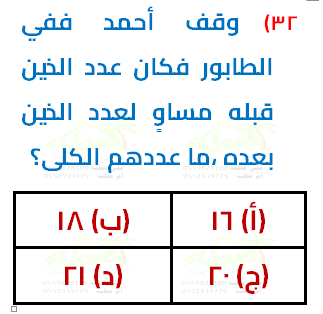 ٣٢) وقف أحمد ففي
الطابور فكان عدد الذين
قبله مساوٍ لعدد الذين
بعده ،ما عددهم الكلي؟
(أ) ١٦
(ب) ١٨
(ج) ٢٠
(د) ٢١